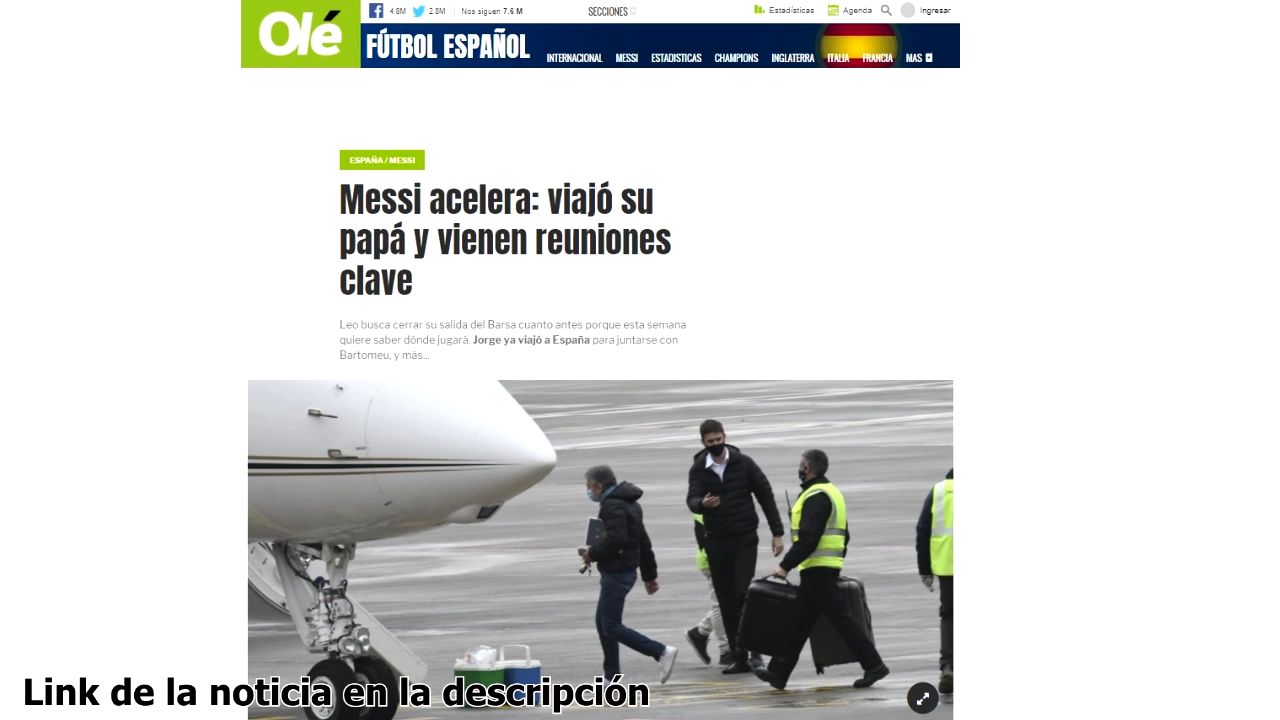 Olé
4.8M 2.8M Nos siguen 7.6 M SECCIONES Estadísticas Agenda Ingresar
FÚTBOL ESPAÑOL
INTERNACIONAL MESSI ESTADISTICAS CHAMPIONS INGLATERRA ITALIA FRANCIA MAS
ESPAÑA / MESSI
Messi acelera: viajó su
papá y vienen reuniones
clave
Leo busca cerrar su salida del Barsa cuanto antes porque esta semana
quiere saber dónde jugará. Jorge ya viajó a España para juntarse con
Bartomeu, y más...
Link de la noticia en la descripción